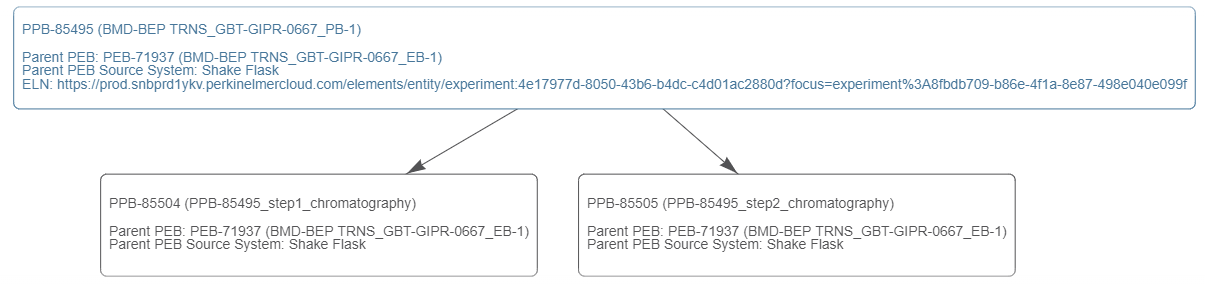 PPB-85495 (BMD-BEP TRNS_GBT-GIPR-0667_PB-1)
Parent PEB: PEB-71937 (BMD-BEP TRNS_GBT-GIPR-0667_EB-1)
Parent PEB Source System: Shake Flask
ELN: https://prod.snbprd1ykv.perkinelmercloud.com/elements/entity/experiment:4e17977d-8050-43b6-b4dc-c4d01ac2880d?focus=experiment%3A8fbdb709-b86e-4f1a-8e87-498e040e099f
PPB-85504 (PPB-85495_step1_chromatography)
Parent PEB: PEB-71937 (BMD-BEP TRNS_GBT-GIPR-0667_EB-1)
Parent PEB Source System: Shake Flask
PPB-85505 (PPB-85495_step2_chromatography)
Parent PEB: PEB-71937 (BMD-BEP TRNS_GBT-GIPR-0667_EB-1)
Parent PEB Source System: Shake Flask